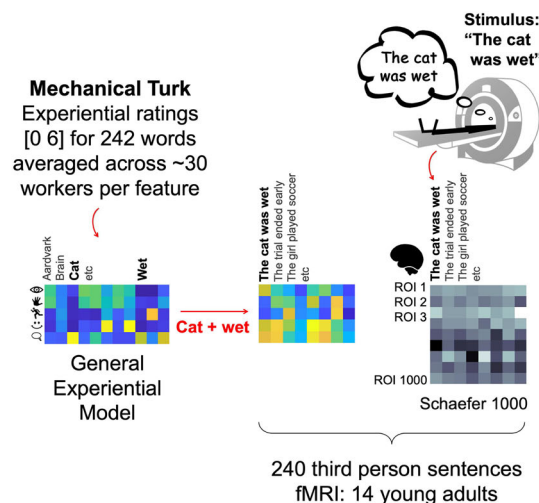 Stimulus:
"The cat
was wet"
The cat
was wet
Mechanical Turk
Experiential ratings
[0 6] for 242 words
averaged across ~30
workers per feature
Aardvark
Brain
Cat
etc
Wet
Cat + wet
General
Experiential
Model
The cat was wet
The trial ended early
The girl played soccer
etc
The cat was wet
The trial ended early
The girl played soccer
etc
ROI 1
ROI 2
ROI 3
ROI 1000
Schaefer 1000
240 third person sentences
fMRI: 14 young adults